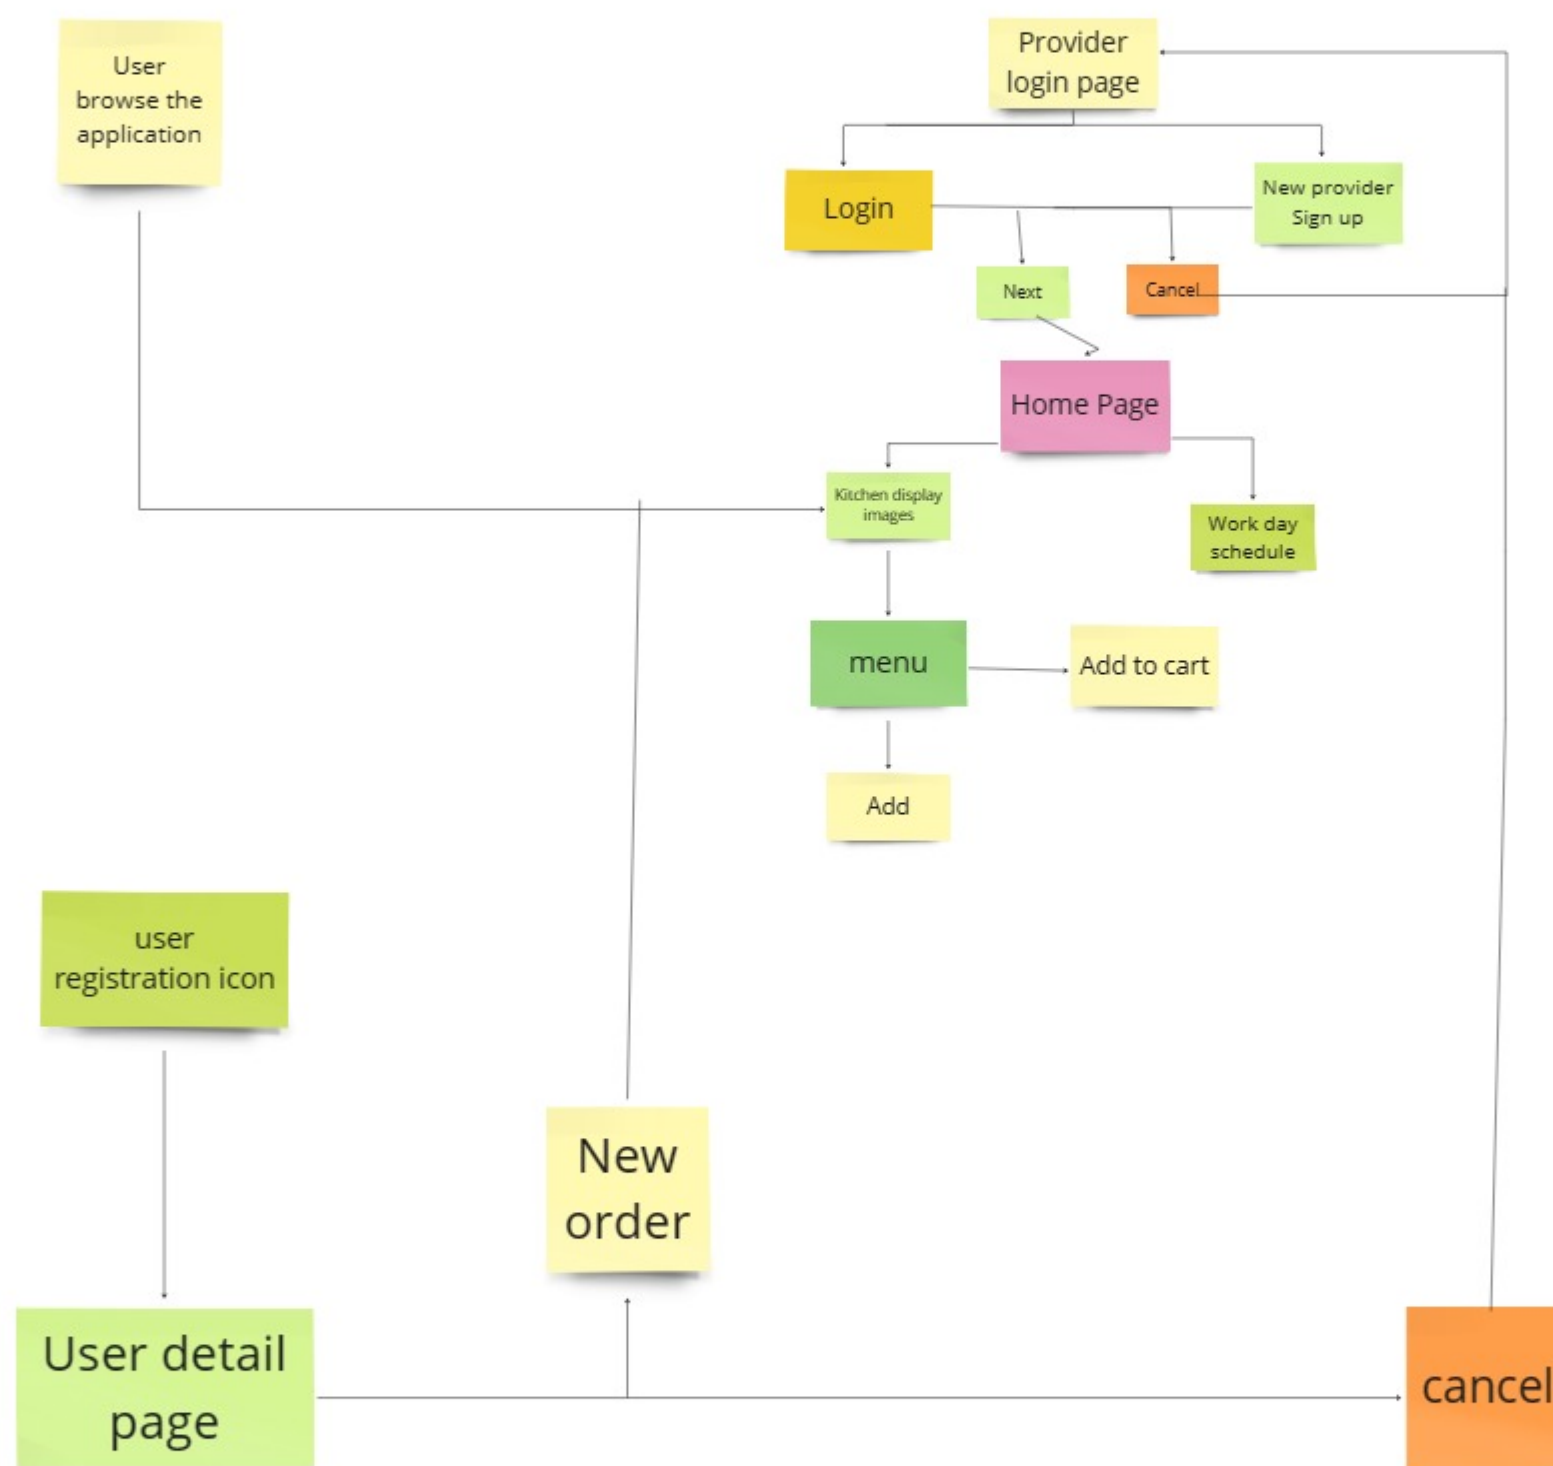 User
browse the
application
Provider
login page
Login
New provider
Sign up
Next
Cancel
Home Page
Kitchen display
images
Work day
schedule
menu
Add to cart
Add
user
registration icon
New
order
User detail
page
cancel